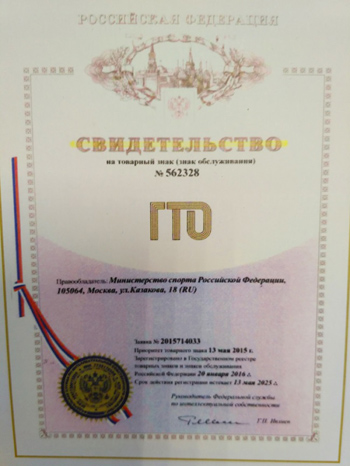 РОССИЙСКАЯ ФЕДЕРАЦИЯ
СВИДЕТЕЛЬСТВО
на товарный знак (знак обслуживания)
№ 562328
ГТО
Правообладатель: Министерство спорта Российской Федерации,
105064, Москва, ул.Казакова, 18 (RU)
Заявка № 2015714033
Приоритет товарного знака 13 мая 2015 г.
Зарегистрировано в Государственном реестре
товарных знаков и знаков обслуживания
Российской Федерации 20 января 2016 г.
Срок действия регистрации истекает 13 мая 2025 г.
Руководитель Федеральной службы
по интеллектуальной собственности
Г.П. Ивлиев